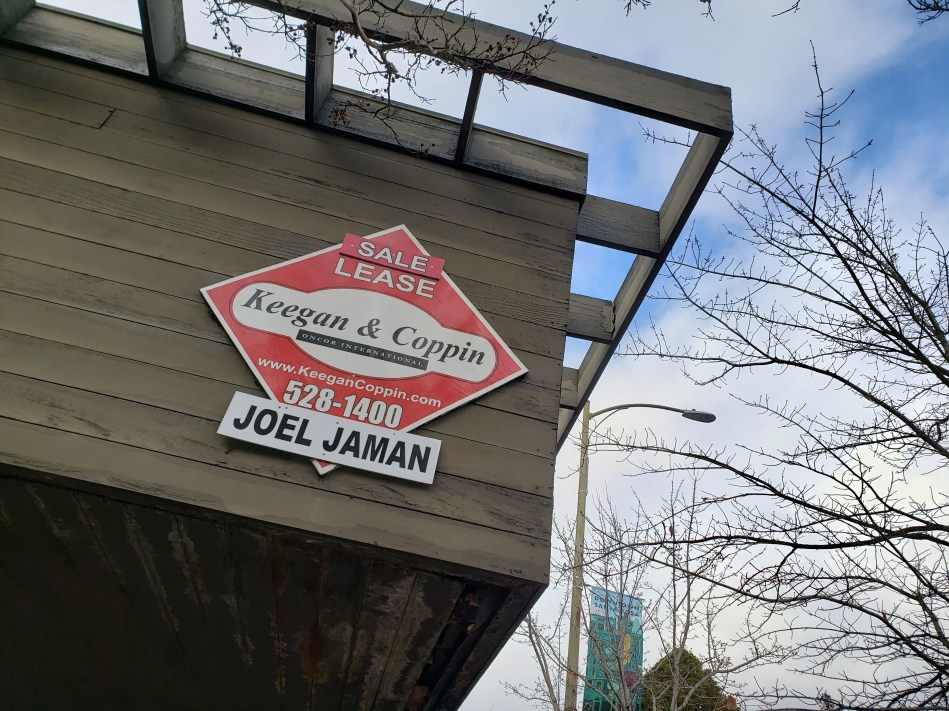 SALE
LEASE
Keegan & Coppin
ONCOR INTERNATIONAL
www.KeeganCoppin.com
528-1400
JOEL JAMAN